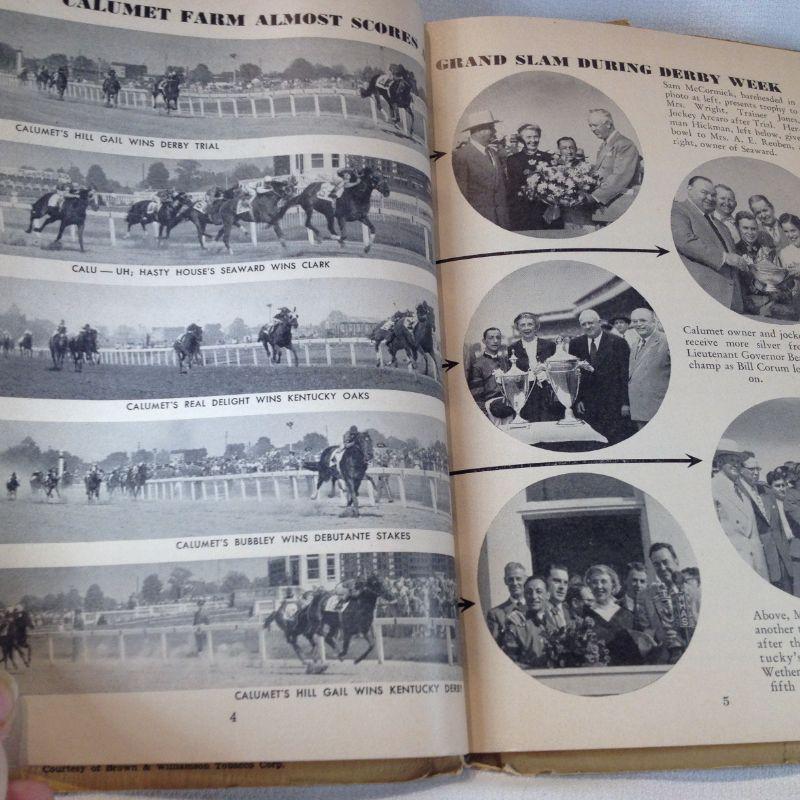 CALUMET FARM ALMOST SCORES A
CALUMET'S HILL GAIL WINS DERBY TRIAL
CALU — UH; HASTY HOUSE'S SEAWARD WINS CLARK
CALUMET'S REAL DELIGHT WINS KENTUCKY OAKS
CALUMET'S BUBBLEY WINS DEBUTANTE STAKES
CALUMET'S HILL GAIL WINS KENTUCKY DERBY
4
Courtesy of Brown & Williamson Tobacco Corp.
GRAND SLAM DURING DERBY WEEK
Sam McCormick, bareheaded in
photo at left, presents trophy to
Mrs. Wright, Trainer Jones,
Jockey Arcaro after Trial. Her
man Hickman, left below, give
bowl to Mrs. A. E. Reuben,
right, owner of Seaward.
Calumet owner and jocke
receive more silver fro
Lieutenant Governor Bea
champ as Bill Corum le
on.
Above, M
another t
after th
tucky's
Wether
fifth
5